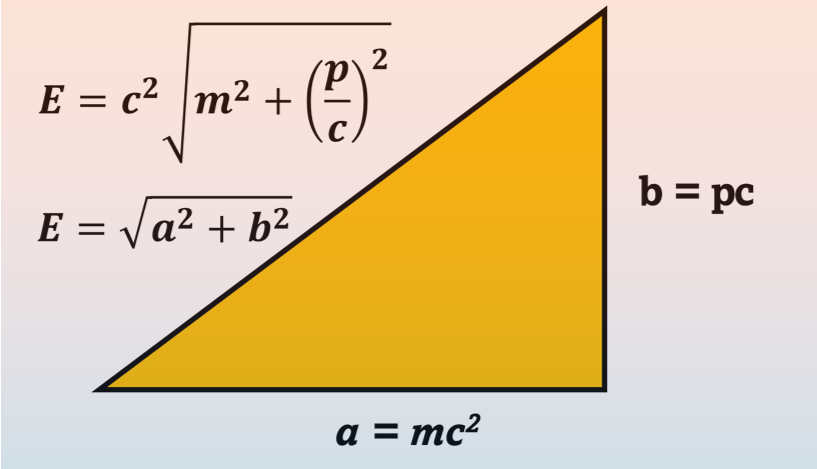 E = c² √(m² + (p/c)²)
E = √(a² + b²)
b = pc
a = mc²